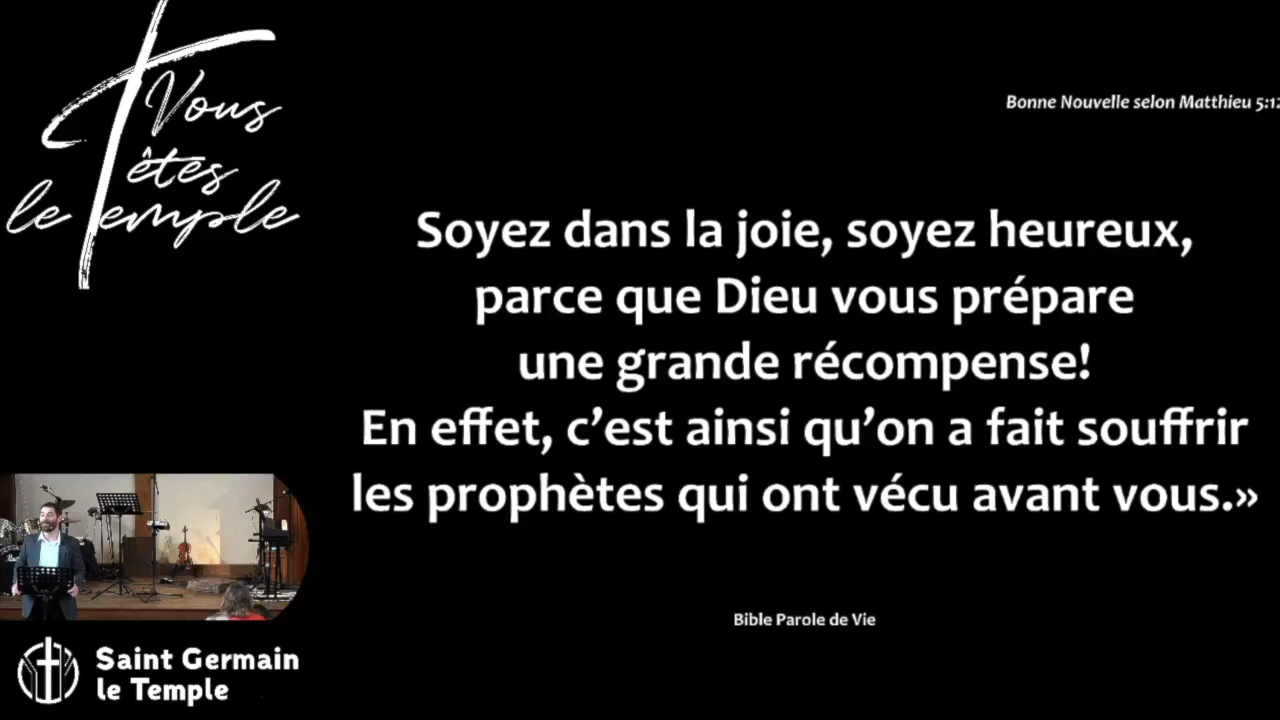 Vous
êtes
le Temple
Bonne Nouvelle selon Matthieu 5:12
Soyez dans la joie, soyez heureux,
parce que Dieu vous prépare
une grande récompense!
En effet, c’est ainsi qu’on a fait souffrir
les prophètes qui ont vécu avant vous.»
Bible Parole de Vie
Saint Germain
le Temple